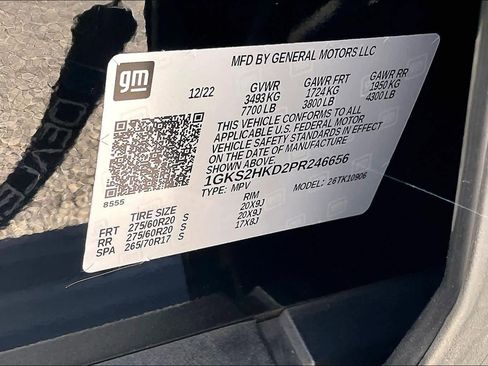 gm
MFD BY GENERAL MOTORS LLC
12/22 GVWR GAWR FRT GAWR RR
3493 KG 1724 KG 1950 KG
7700 LB 3800 LB 4300 LB
THIS VEHICLE CONFORMS TO ALL
APPLICABLE U.S. FEDERAL MOTOR
VEHICLE SAFETY STANDARDS IN EFFECT
ON THE DATE OF MANUFACTURE
SHOWN ABOVE.
1GKS2HKD2PR246656
TYPE: MPV MODEL: 26TK10906
8555
TIRE SIZE RIM
FRT 275/60R20 S 20X9J
RR 275/60R20 S 20X9J
SPA 265/70R17 S 17X8J